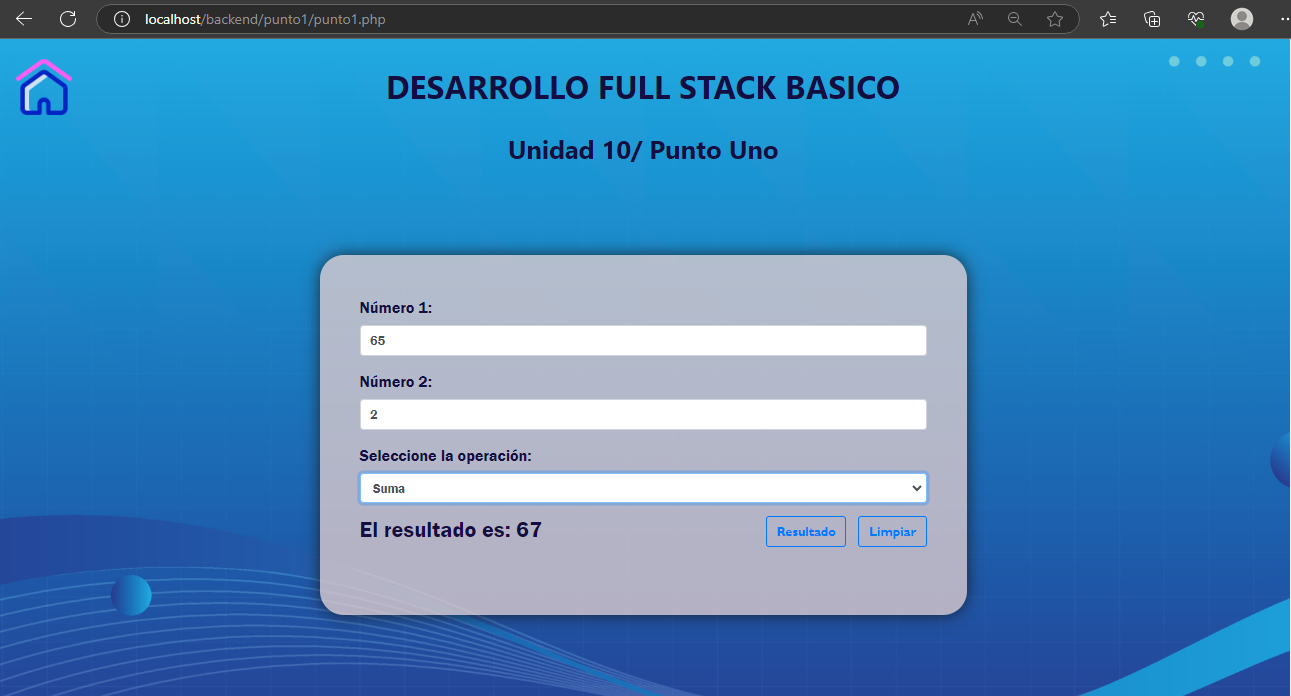 localhost/backend/punto1/punto1.php
DESARROLLO FULL STACK BASICO
Unidad 10/ Punto Uno
Número 1:
65
Número 2:
2
Seleccione la operación:
Suma
El resultado es: 67
Resultado
Limpiar